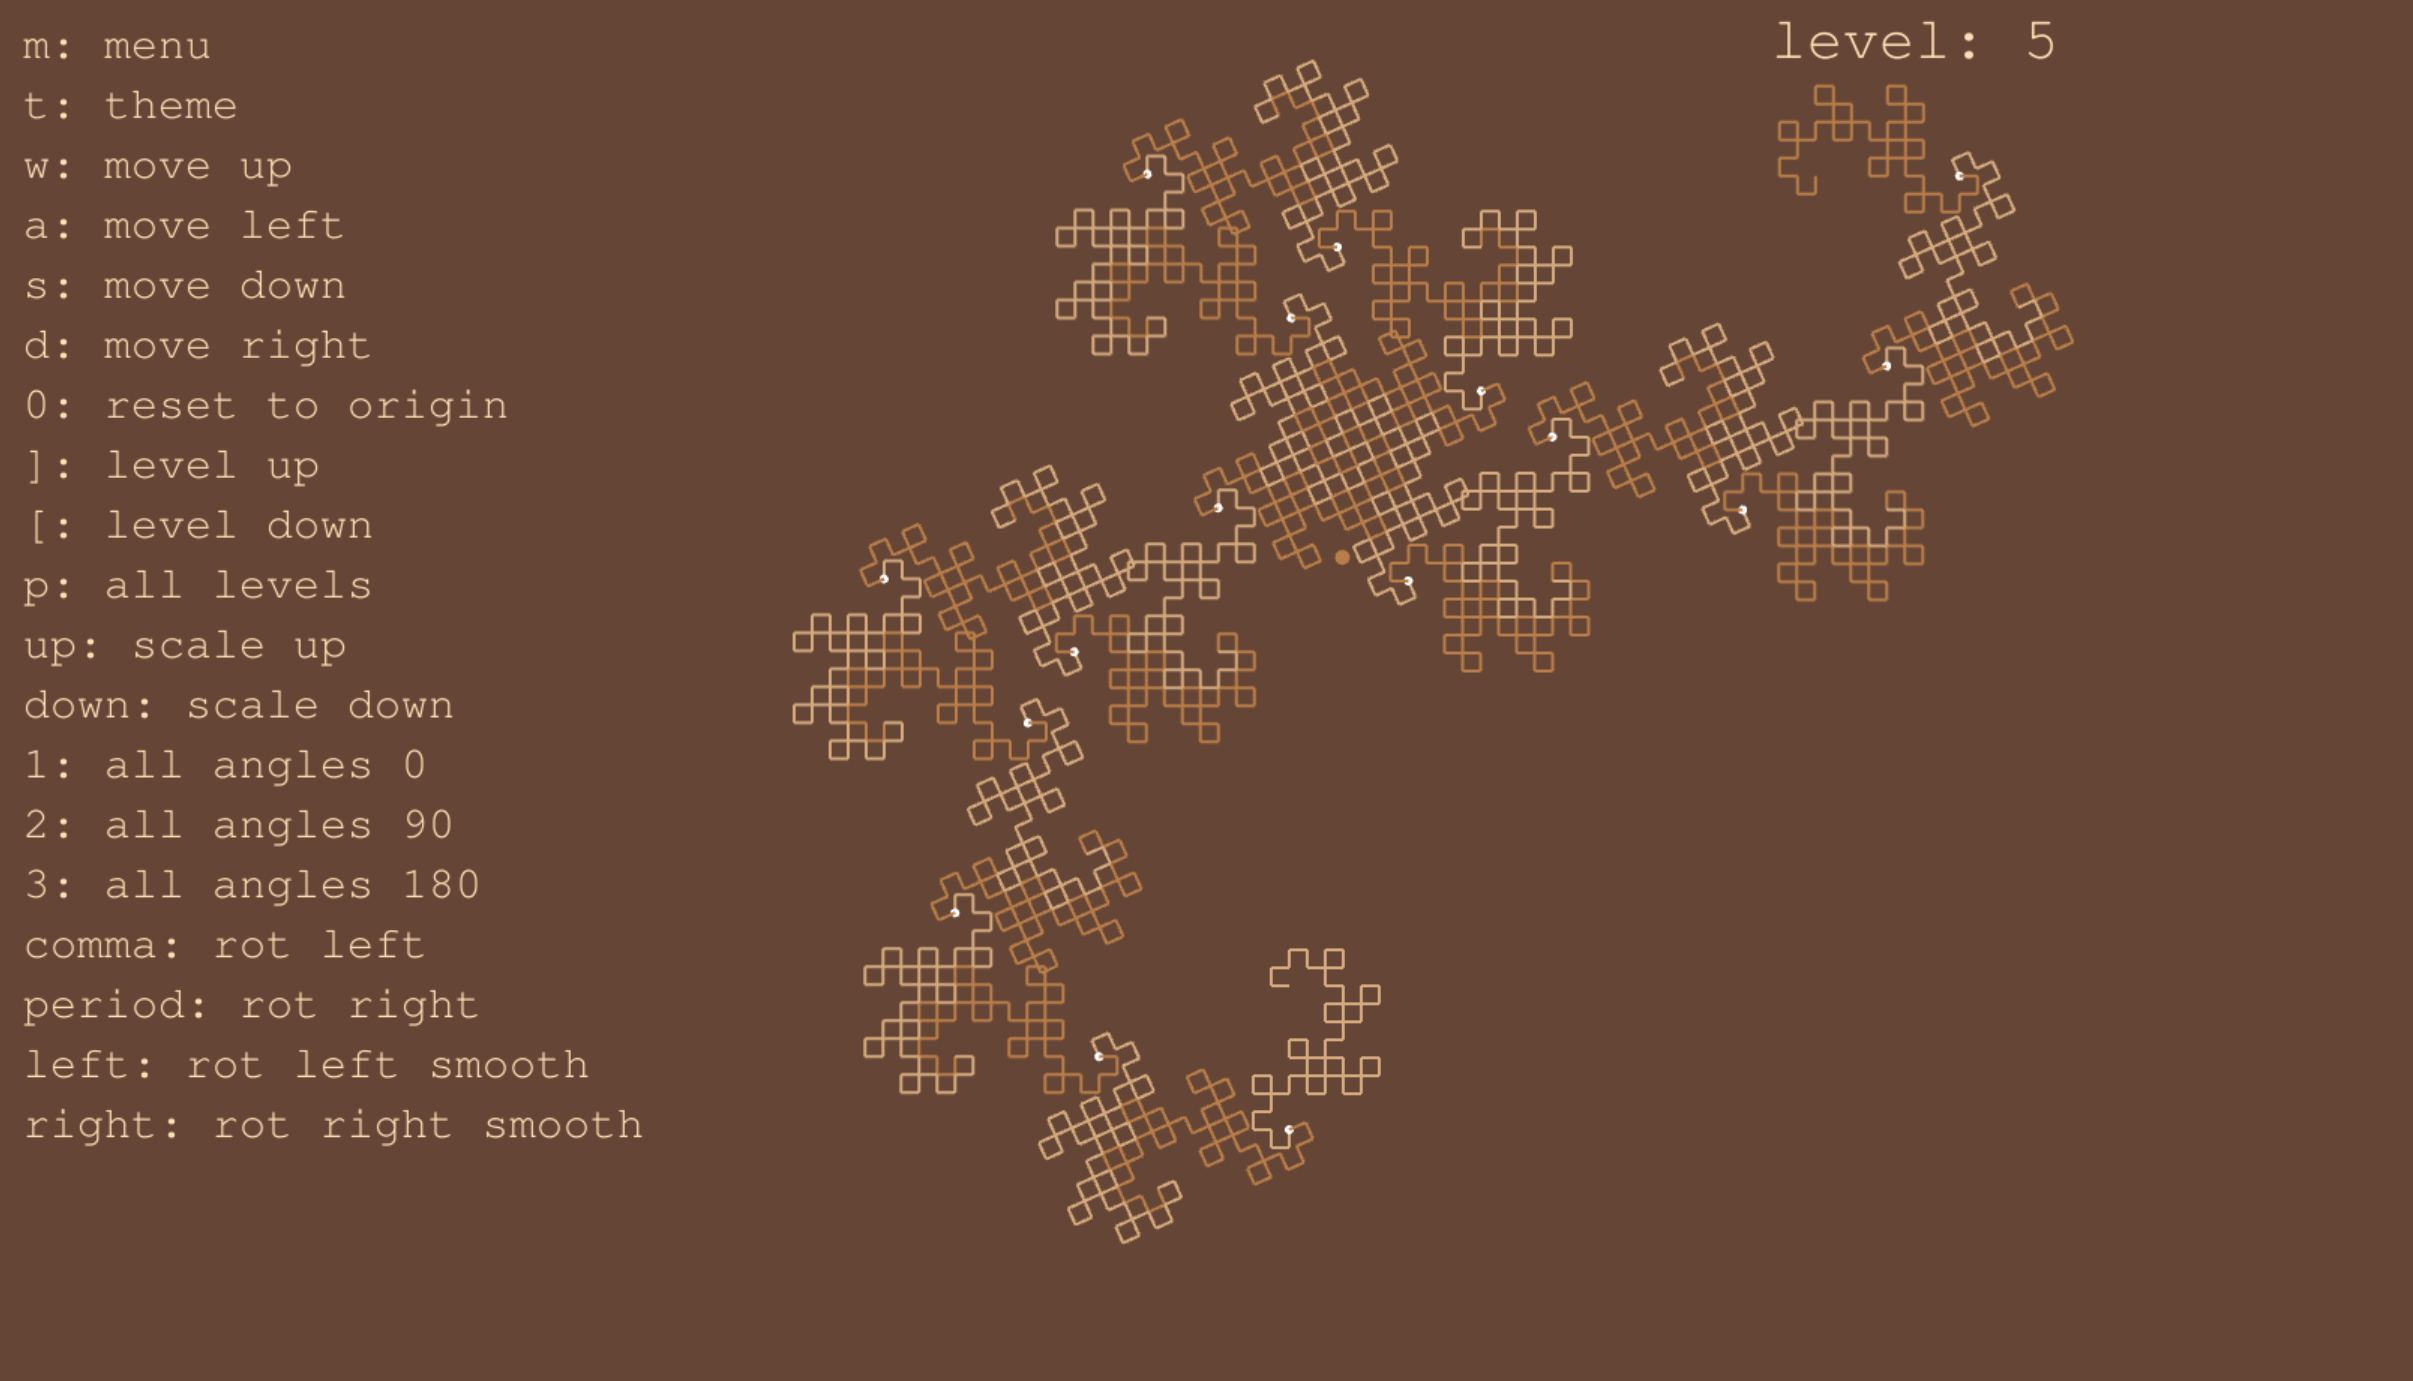 m: menu
t: theme
w: move up
a: move left
s: move down
d: move right
0: reset to origin
]: level up
[: level down
p: all levels
up: scale up
down: scale down
1: all angles 0
2: all angles 90
3: all angles 180
comma: rot left
period: rot right
left: rot left smooth
right: rot right smooth
level: 5